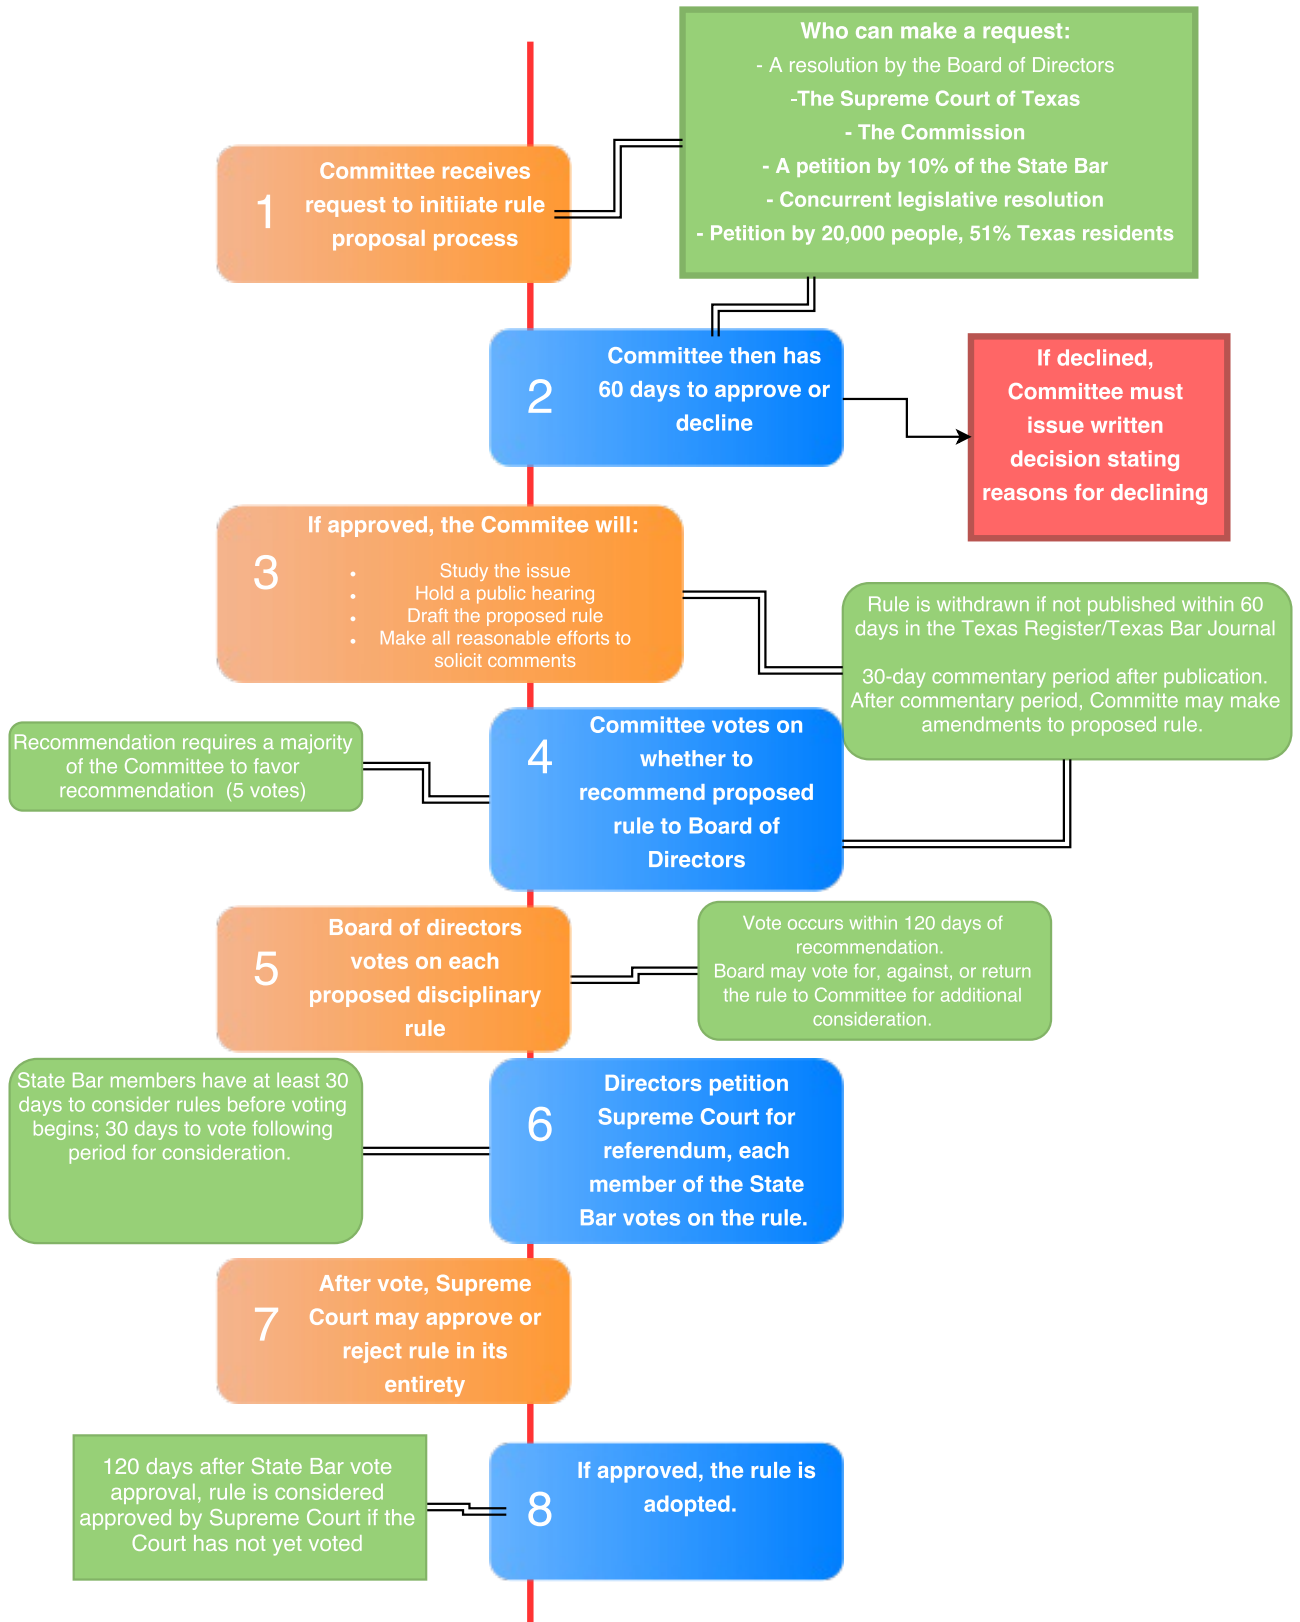 Who can make a request:
- A resolution by the Board of Directors
-The Supreme Court of Texas
- The Commission
- A petition by 10% of the State Bar
- Concurrent legislative resolution
- Petition by 20,000 people, 51% Texas residents
1
Committee receives
request to initiiate rule
proposal process
2
Committee then has
60 days to approve or
decline
If declined,
Committee must
issue written
decision stating
reasons for declining
3
If approved, the Commitee will:
• Study the issue
• Hold a public hearing
• Draft the proposed rule
• Make all reasonable efforts to
solicit comments
Rule is withdrawn if not published within 60
days in the Texas Register/Texas Bar Journal
30-day commentary period after publication.
After commentary period, Committe may make
amendments to proposed rule.
Recommendation requires a majority
of the Committee to favor
recommendation (5 votes)
4
Committee votes on
whether to
recommend proposed
rule to Board of
Directors
5
Board of directors
votes on each
proposed disciplinary
rule
Vote occurs within 120 days of
recommendation.
Board may vote for, against, or return
the rule to Committee for additional
consideration.
State Bar members have at least 30
days to consider rules before voting
begins; 30 days to vote following
period for consideration.
6
Directors petition
Supreme Court for
referendum, each
member of the State
Bar votes on the rule.
7
After vote, Supreme
Court may approve or
reject rule in its
entirety
120 days after State Bar vote
approval, rule is considered
approved by Supreme Court if the
Court has not yet voted
8
If approved, the rule is
adopted.